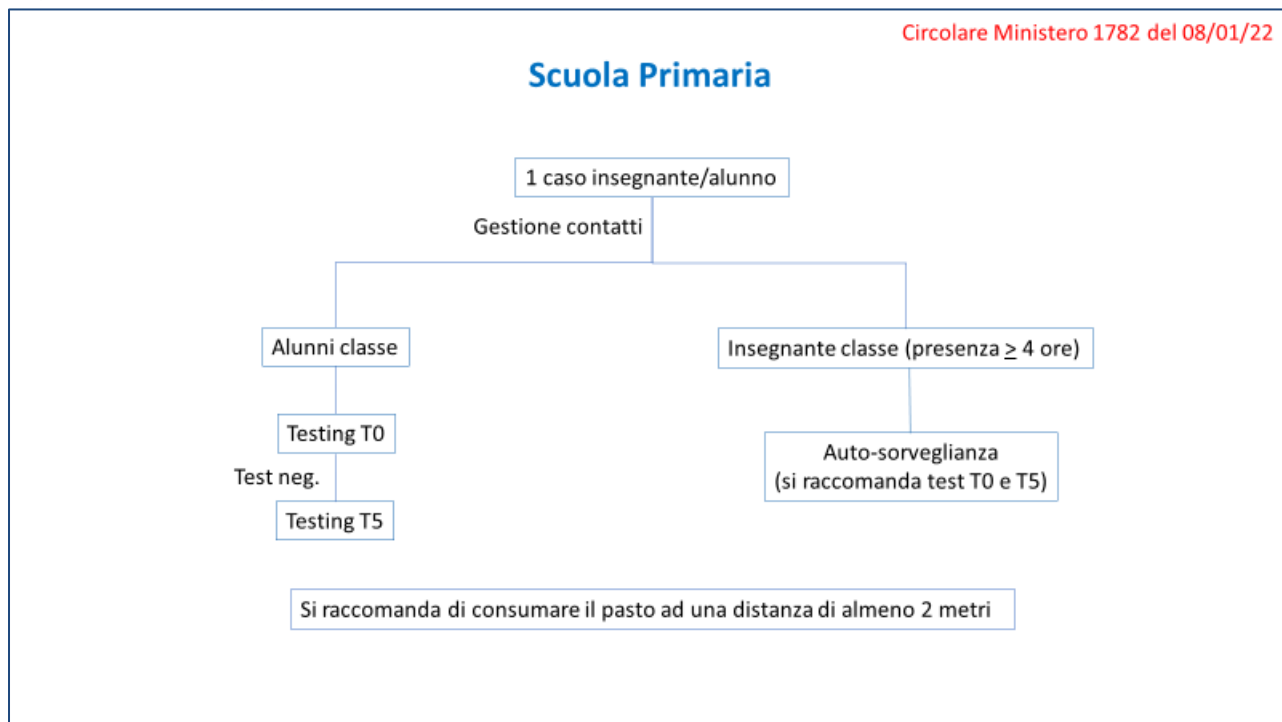 Circolare Ministero 1782 del 08/01/22
Scuola Primaria
1 caso insegnante/alunno
Gestione contatti
Alunni classe
Insegnante classe (presenza ≥ 4 ore)
Testing T0
Test neg.
Testing T5
Auto-sorveglianza
(si raccomanda test T0 e T5)
Si raccomanda di consumare il pasto ad una distanza di almeno 2 metri